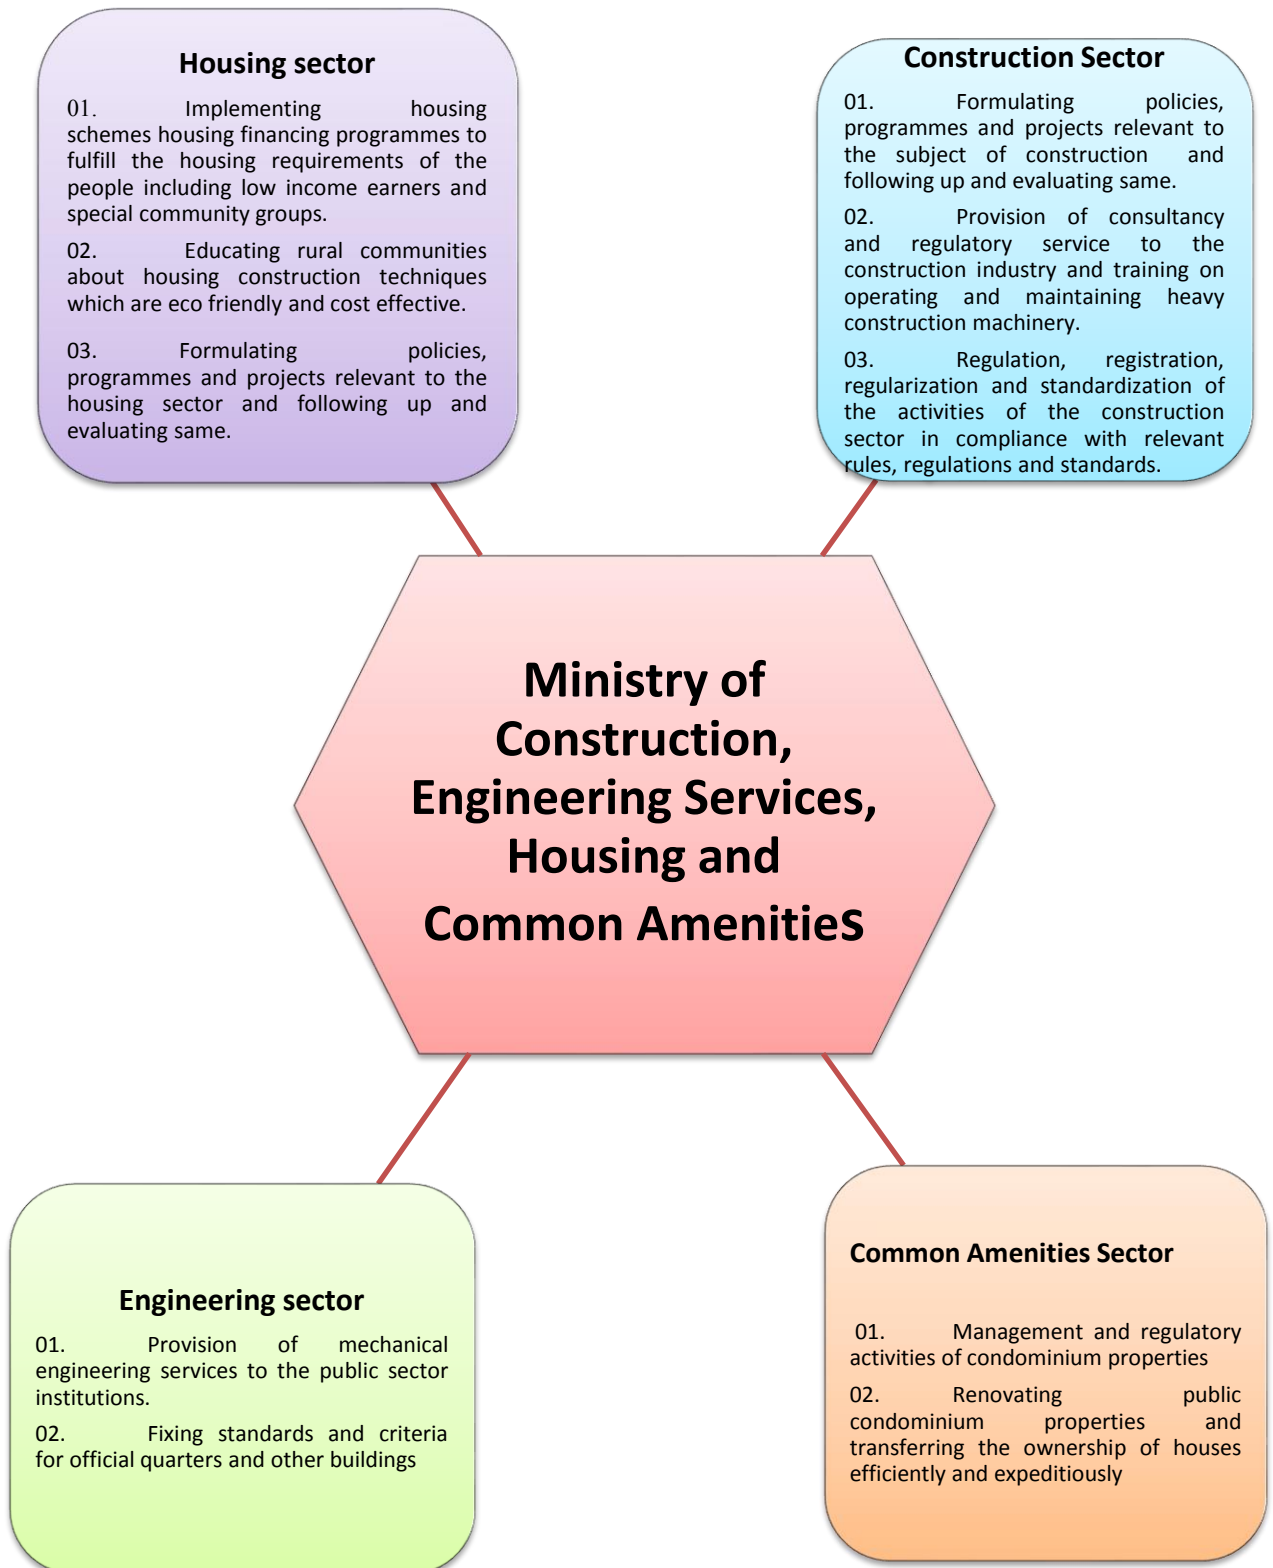 Housing sector
01. Implementing housing
schemes housing financing programmes to
fulfill the housing requirements of the
people including low income earners and
special community groups.
02. Educating rural communities
about housing construction techniques
which are eco friendly and cost effective.
03. Formulating policies,
programmes and projects relevant to the
housing sector and following up and
evaluating same.
Construction Sector
01. Formulating policies,
programmes and projects relevant to
the subject of construction and
following up and evaluating same.
02. Provision of consultancy
and regulatory service to the
construction industry and training on
operating and maintaining heavy
construction machinery.
03. Regulation, registration,
regularization and standardization of
the activities of the construction
sector in compliance with relevant
rules, regulations and standards.
Ministry of
Construction,
Engineering Services,
Housing and
Common Amenities
Engineering sector
01. Provision of mechanical
engineering services to the public sector
institutions.
02. Fixing standards and criteria
for official quarters and other buildings
Common Amenities Sector
01. Management and regulatory
activities of condominium properties
02. Renovating public
condominium properties and
transferring the ownership of houses
efficiently and expeditiously